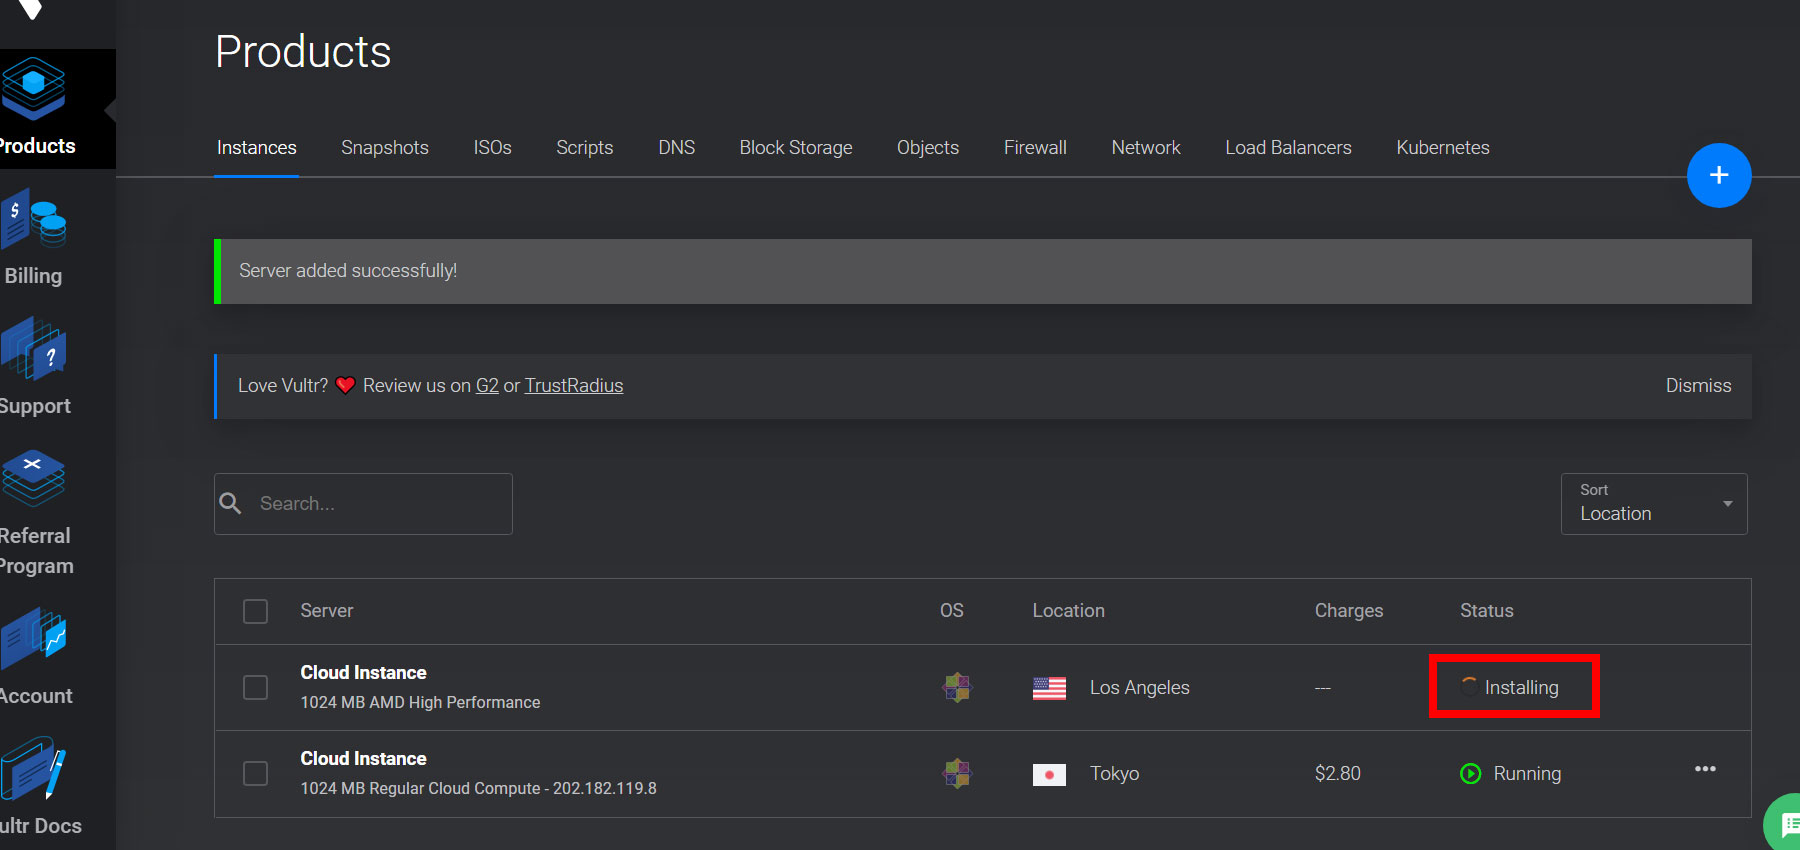 Products
Instances Snapshots ISOs Scripts DNS Block Storage Objects Firewall Network Load Balancers Kubernetes
+
Server added successfully!
Love Vultr? ❤️ Review us on G2 or TrustRadius Dismiss
Search...
Sort
Location
Server OS Location Charges Status
Cloud Instance
1024 MB AMD High Performance
Los Angeles --- Installing
Cloud Instance
1024 MB Regular Cloud Compute - 202.182.119.8
Tokyo $2.80 Running •••
Products
$
Billing
?
Support
Referral
Program
Account
ultr Docs